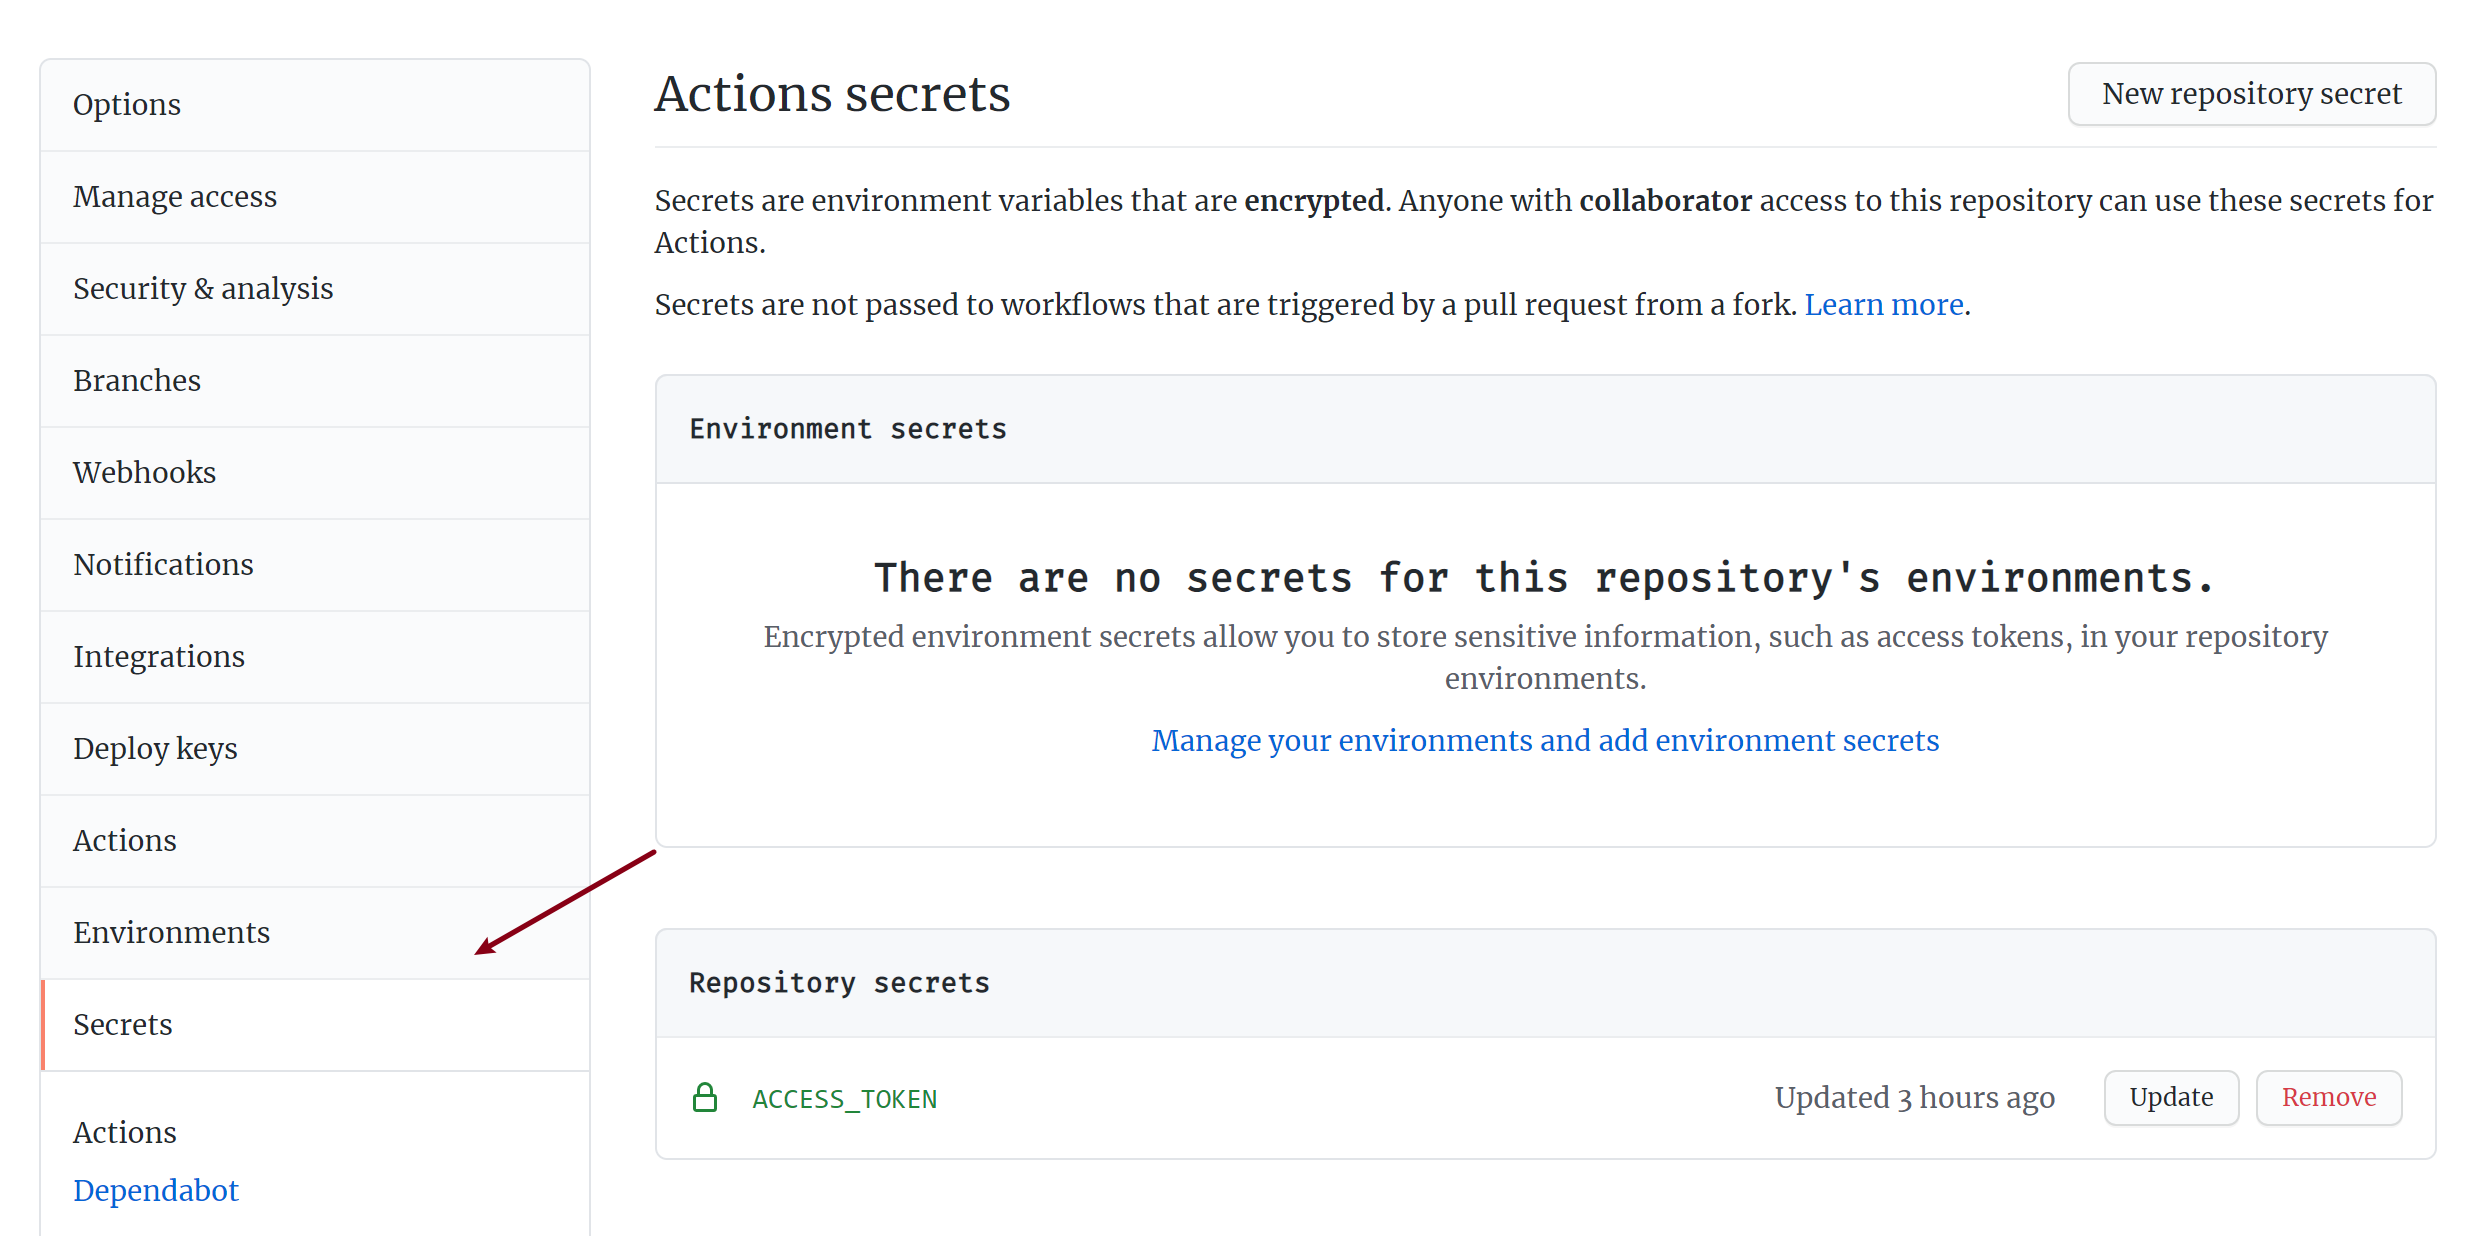 Options
Manage access
Security & analysis
Branches
Webhooks
Notifications
Integrations
Deploy keys
Actions
Environments
Secrets
Actions
Dependabot
Actions secrets
New repository secret
Secrets are environment variables that are encrypted. Anyone with collaborator access to this repository can use these secrets for
Actions.
Secrets are not passed to workflows that are triggered by a pull request from a fork. Learn more.
Environment secrets
There are no secrets for this repository's environments.
Encrypted environment secrets allow you to store sensitive information, such as access tokens, in your repository
environments.
Manage your environments and add environment secrets
Repository secrets
ACCESS_TOKEN
Updated 3 hours ago
Update
Remove